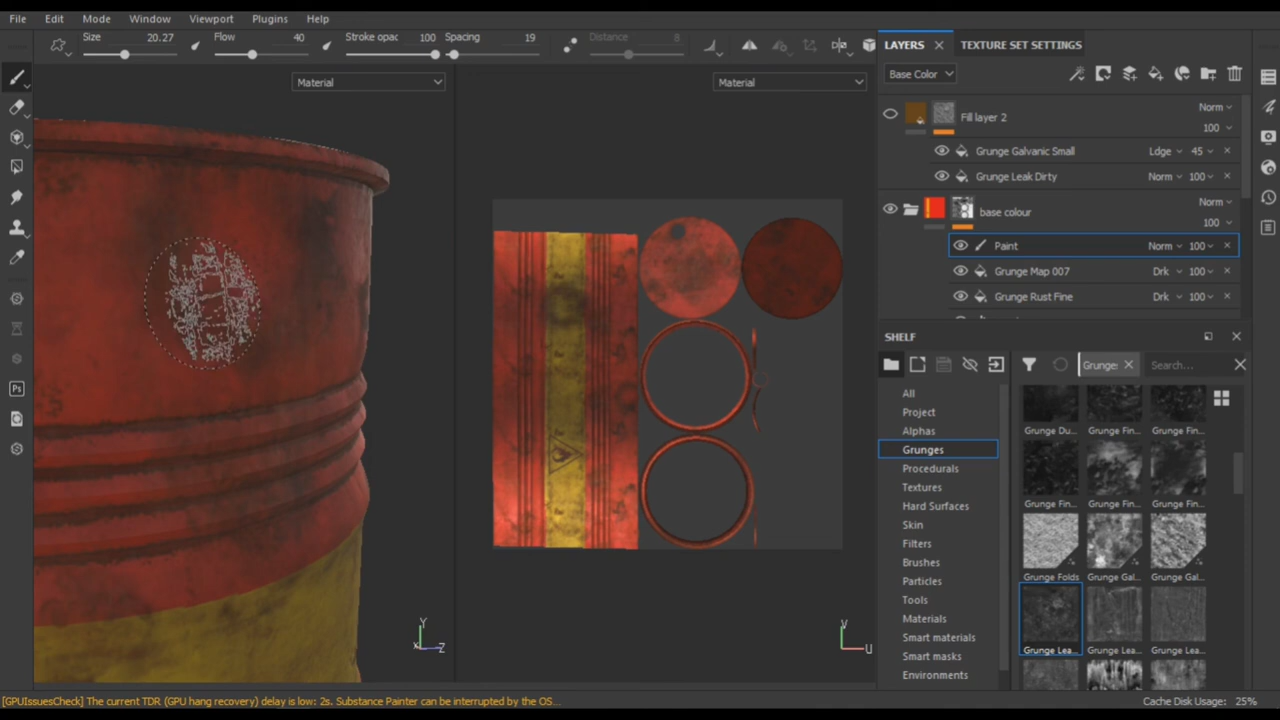 File Edit Mode Window Viewport Plugins Help
Size 20.27 Flow 40 Stroke opac 100 Spacing 19 Distance 8
LAYERS TEXTURE SET SETTINGS
Material Material Base Color
Norm
Fill layer 2
100
Grunge Galvanic Small Ldge 45
Grunge Leak Dirty Norm 100
Norm
base colour
100
Paint Norm 100
Grunge Map 007 Drk 100
Grunge Rust Fine Drk 100
SHELF
Ps
Grunge Search...
All
Project
Alphas
Grunges
Procedurals
Textures
Hard Surfaces
Skin
Filters
Brushes
Particles
Tools
Materials
Smart materials
Smart masks
Environments
Grunge Du... Grunge Fin... Grunge Fin...
Grunge Fin... Grunge Fin... Grunge Fin...
Grunge Folds Grunge Gal... Grunge Gal...
Grunge Lea... Grunge Lea... Grunge Lea...
Y
X Z
V
U
[GPUIssuesCheck] The current TDR (GPU hang recovery) delay is low: 2s. Substance Painter can be interrupted by the OS...
Cache Disk Usage: 25%